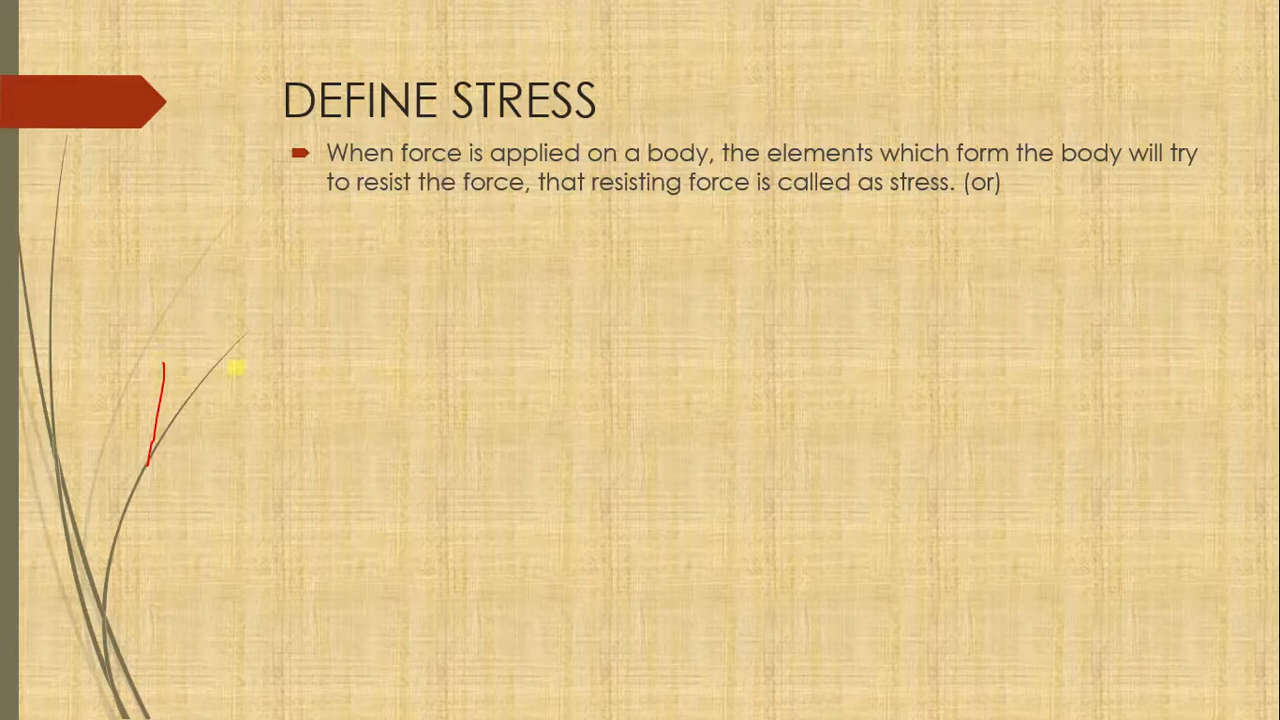 DEFINE STRESS
When force is applied on a body, the elements which form the body will try
to resist the force, that resisting force is called as stress. (or)